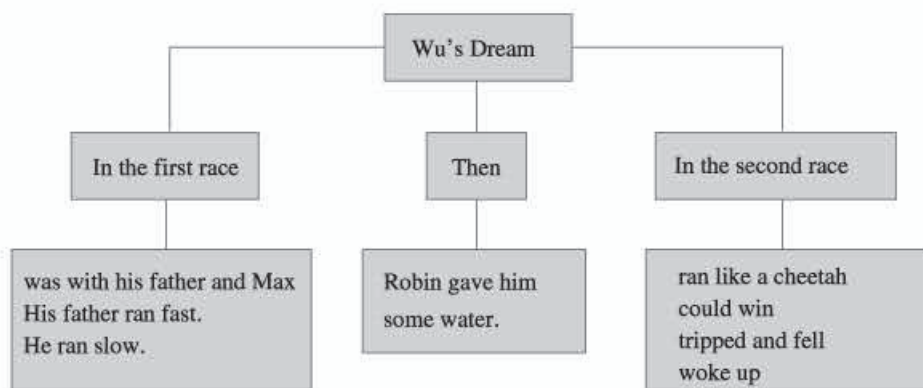 Wu's Dream
In the first race
Then
In the second race
was with his father and Max
His father ran fast.
He ran slow.
Robin gave him
some water.
ran like a cheetah
could win
tripped and fell
woke up